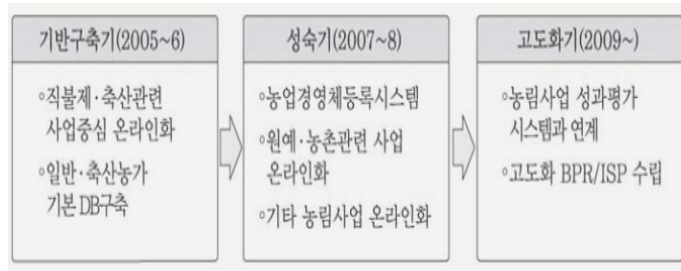 기반구축기(2005~6)
◦직불제·축산관련
사업중심 온라인화
◦일반·축산농가
기본 DB구축
성숙기(2007~8)
◦농업경영체등록시스템
◦원예·농촌관련 사업
온라인화
◦기타 농림사업 온라인화
고도화기(2009~)
◦농림사업 성과평가
시스템과 연계
◦고도화 BPR/ISP 수립